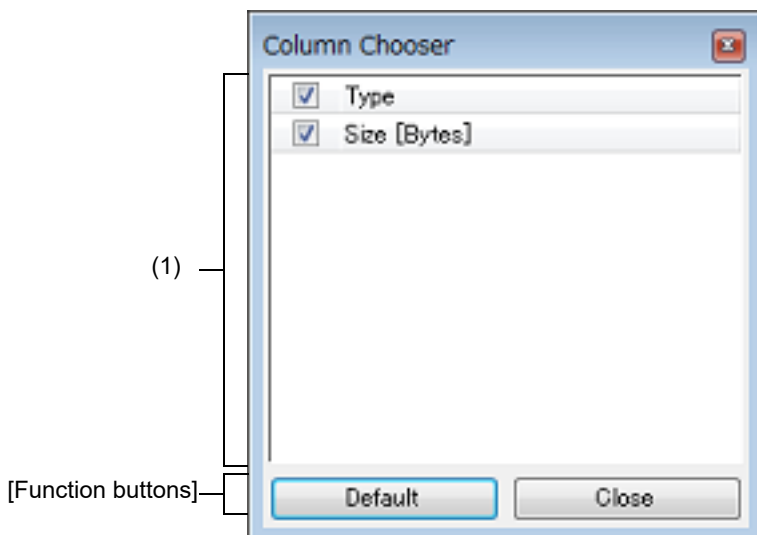 Column Chooser
Type
Size [Bytes]
(1)
[Function buttons]
Default Close